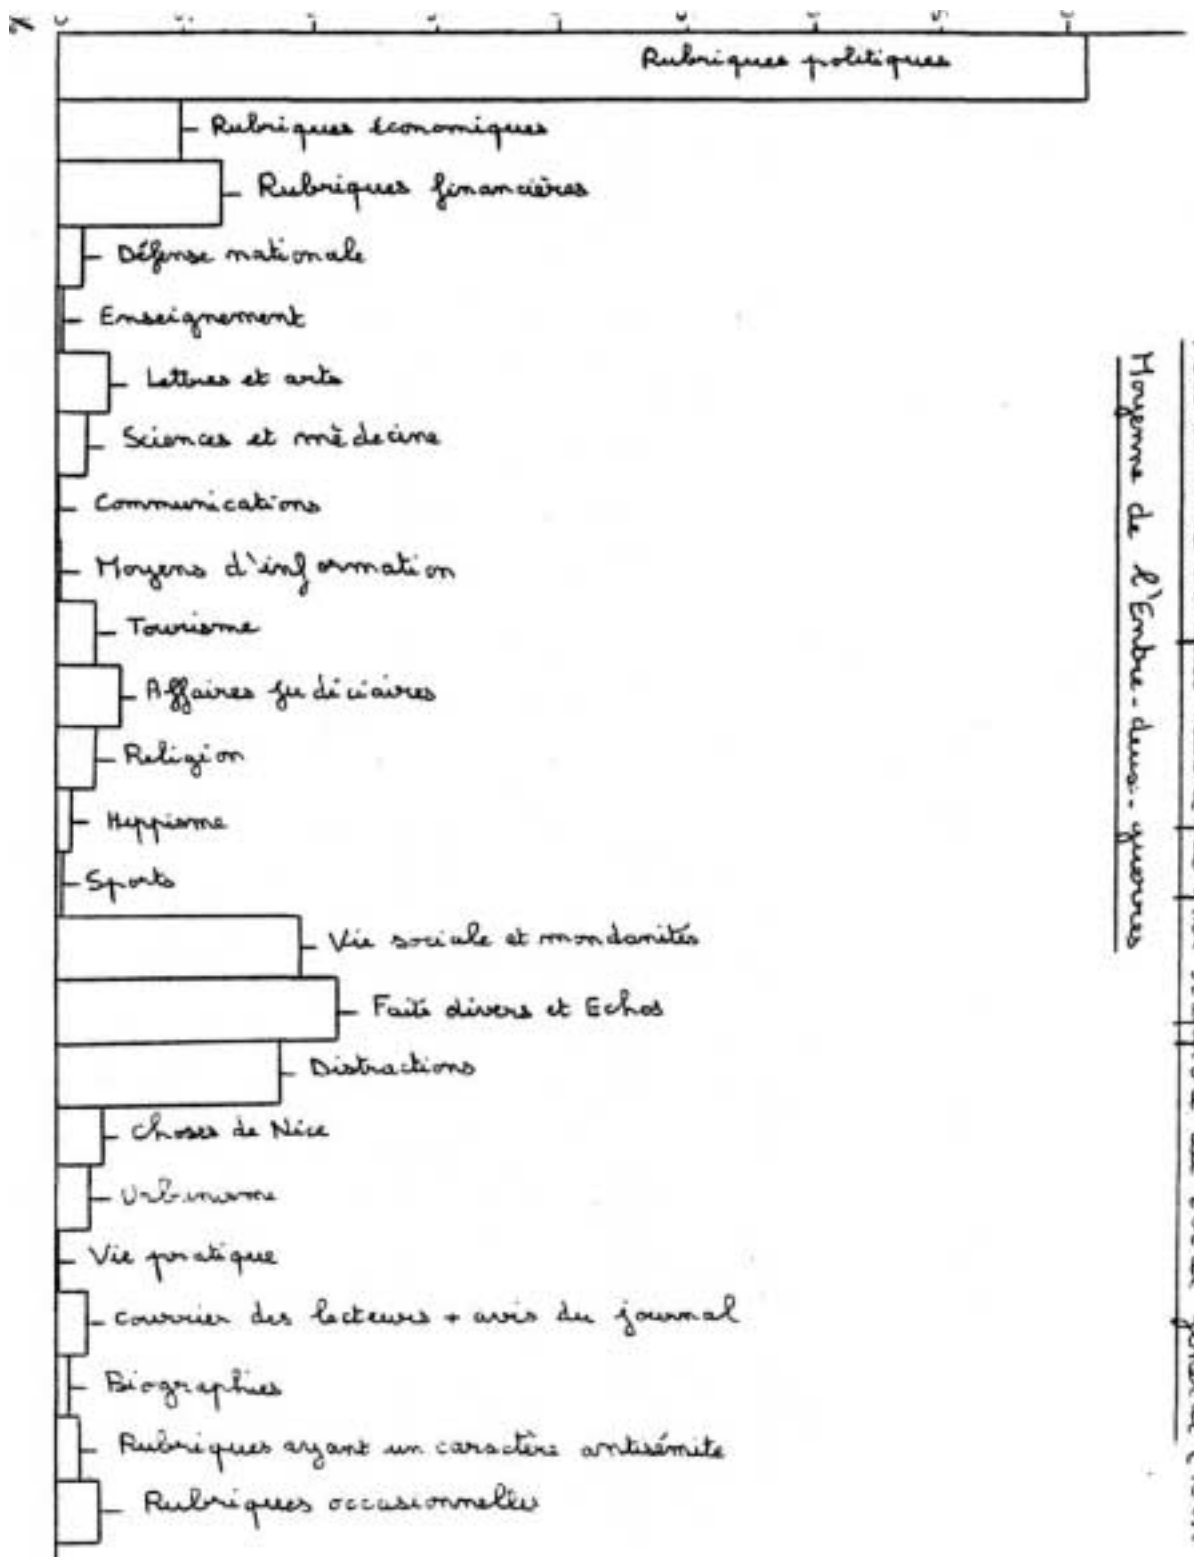 %
Rubriques politiques
Rubriques économiques
Rubriques financières
Défense nationale
Enseignement
Lettres et arts
Sciences et médecine
Communications
Moyens d'information
Tourisme
Affaires judiciaires
Religion
Hippisme
Sports
Vie sociale et mondanités
Faits divers et Echos
Distractions
Choses de Nice
Urbanisme
Vie pratique
Courrier des lecteurs + avis du journal
Biographies
Rubriques ayant un caractère antisémite
Rubriques occasionnelles
Moyenne de l'Entre-deux-guerres